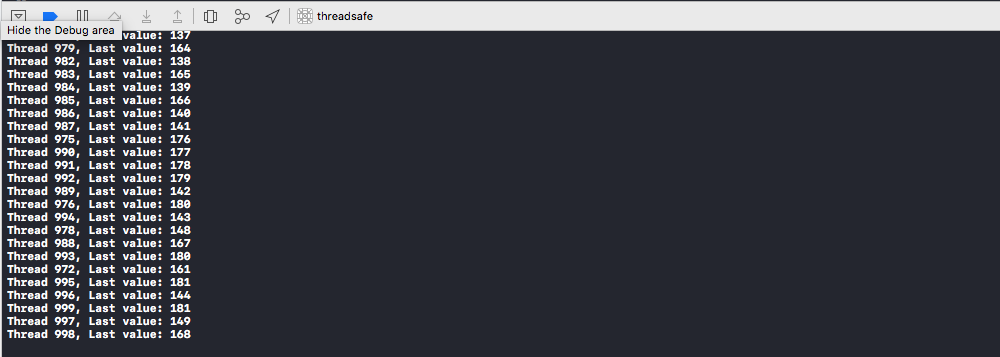 threadsafe
Hide the Debug area
: 137
Thread 979, Last value: 164
Thread 982, Last value: 138
Thread 983, Last value: 165
Thread 984, Last value: 139
Thread 985, Last value: 166
Thread 986, Last value: 140
Thread 987, Last value: 141
Thread 975, Last value: 176
Thread 990, Last value: 177
Thread 991, Last value: 178
Thread 992, Last value: 179
Thread 989, Last value: 142
Thread 976, Last value: 180
Thread 994, Last value: 143
Thread 978, Last value: 148
Thread 988, Last value: 167
Thread 993, Last value: 180
Thread 972, Last value: 161
Thread 995, Last value: 181
Thread 996, Last value: 144
Thread 999, Last value: 181
Thread 997, Last value: 149
Thread 998, Last value: 168